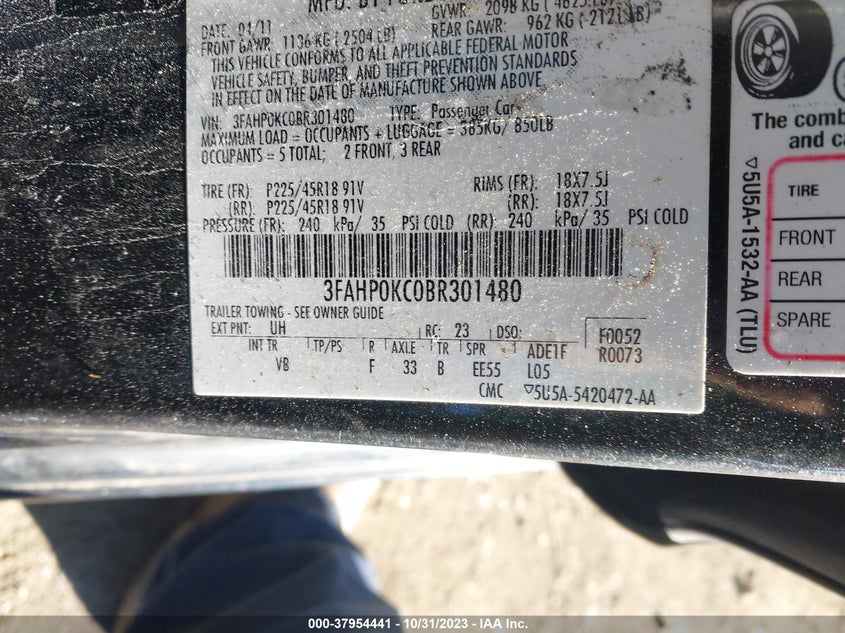 MFD. BY FORD
DATE: 04/11 GVWR: 2098 KG (4625 LB)
FRONT GAWR: 1136 KG (2504 LB) REAR GAWR: 962 KG (2121 LB)
THIS VEHICLE CONFORMS TO ALL APPLICABLE FEDERAL MOTOR
VEHICLE SAFETY, BUMPER, AND THEFT PREVENTION STANDARDS
IN EFFECT ON THE DATE OF MANUFACTURE SHOWN ABOVE.
VIN: 3FAHP0KC0BR301480 TYPE: Passenger Car
MAXIMUM LOAD = OCCUPANTS + LUGGAGE = 385KG/ 850LB
OCCUPANTS = 5 TOTAL; 2 FRONT, 3 REAR
TIRE (FR): P225/45R18 91V RIMS (FR): 18X7.5J
(RR): P225/45R18 91V (RR): 18X7.5J
PRESSURE (FR): 240 kPa/ 35 PSI COLD (RR): 240 kPa/ 35 PSI COLD
3FAHP0KC0BR301480
TRAILER TOWING - SEE OWNER GUIDE
EXT PNT: UH RC: 23 DSO: F0052
INT TR TP/PS R AXLE TR SPR ADE1F R0073
VB F 33 B EE55 L05
CMC ▽5U5A-5420472-AA
The comb
and ca
TIRE
FRONT
REAR
SPARE
▽5U5A-1532-AA (TLU)
000-37954441 - 10/31/2023 - IAA Inc.